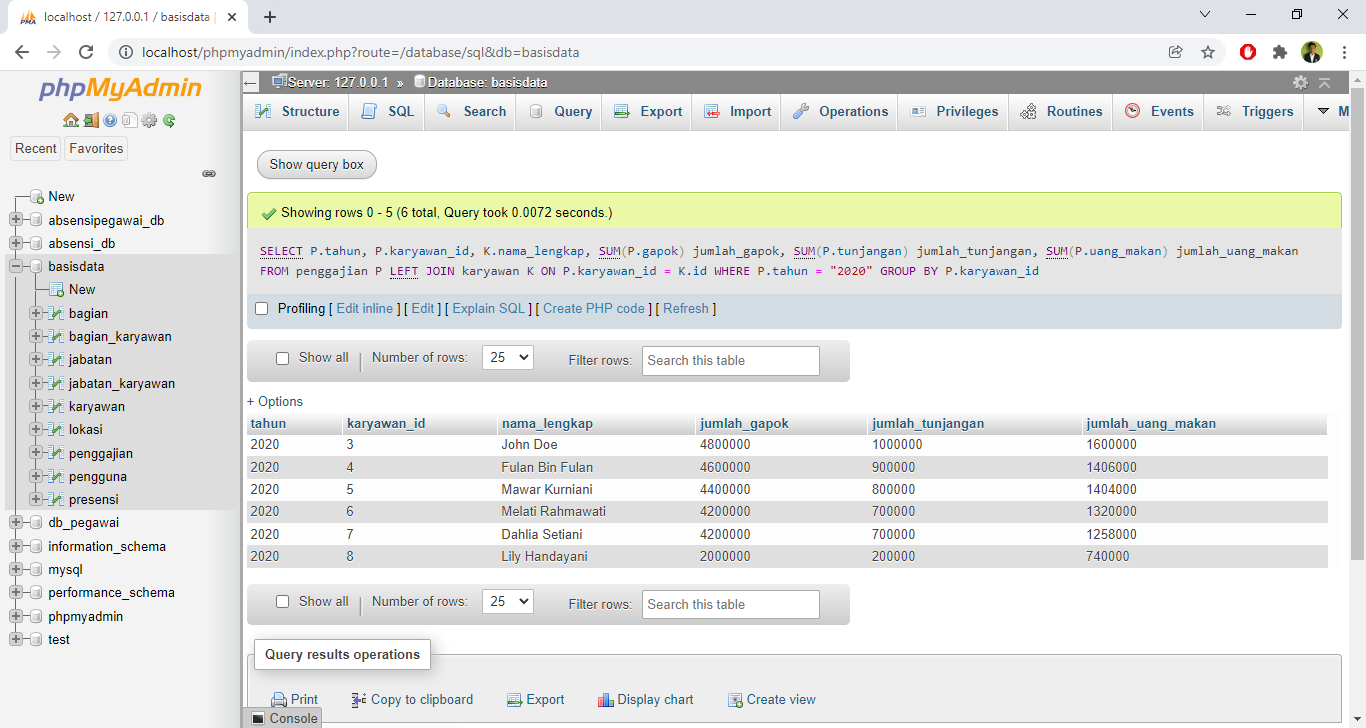 localhost / 127.0.0.1 / basisdata |
localhost/phpmyadmin/index.php?route=/database/sql&db=basisdata
phpMyAdmin
Recent Favorites
New
absensipegawai_db
absensi_db
basisdata
New
bagian
bagian_karyawan
jabatan
jabatan_karyawan
karyawan
lokasi
penggajian
pengguna
presensi
db_pegawai
information_schema
mysql
performance_schema
phpmyadmin
test
Server: 127.0.0.1 » Database: basisdata
Structure SQL Search Query Export Import Operations Privileges Routines Events Triggers M
Show query box
Showing rows 0 - 5 (6 total, Query took 0.0072 seconds.)
SELECT P.tahun, P.karyawan_id, K.nama_lengkap, SUM(P.gapok) jumlah_gapok, SUM(P.tunjangan) jumlah_tunjangan, SUM(P.uang_makan) jumlah_uang_makan
FROM penggajian P LEFT JOIN karyawan K ON P.karyawan_id = K.id WHERE P.tahun = "2020" GROUP BY P.karyawan_id
Profiling [ Edit inline ] [ Edit ] [ Explain SQL ] [ Create PHP code ] [ Refresh ]
Show all | Number of rows: 25 Filter rows: Search this table
+ Options
tahun karyawan_id nama_lengkap jumlah_gapok jumlah_tunjangan jumlah_uang_makan
2020 3 John Doe 4800000 1000000 1600000
2020 4 Fulan Bin Fulan 4600000 900000 1406000
2020 5 Mawar Kurniani 4400000 800000 1404000
2020 6 Melati Rahmawati 4200000 700000 1320000
2020 7 Dahlia Setiani 4200000 700000 1258000
2020 8 Lily Handayani 2000000 200000 740000
Show all | Number of rows: 25 Filter rows: Search this table
Query results operations
Print Copy to clipboard Export Display chart Create view
Console